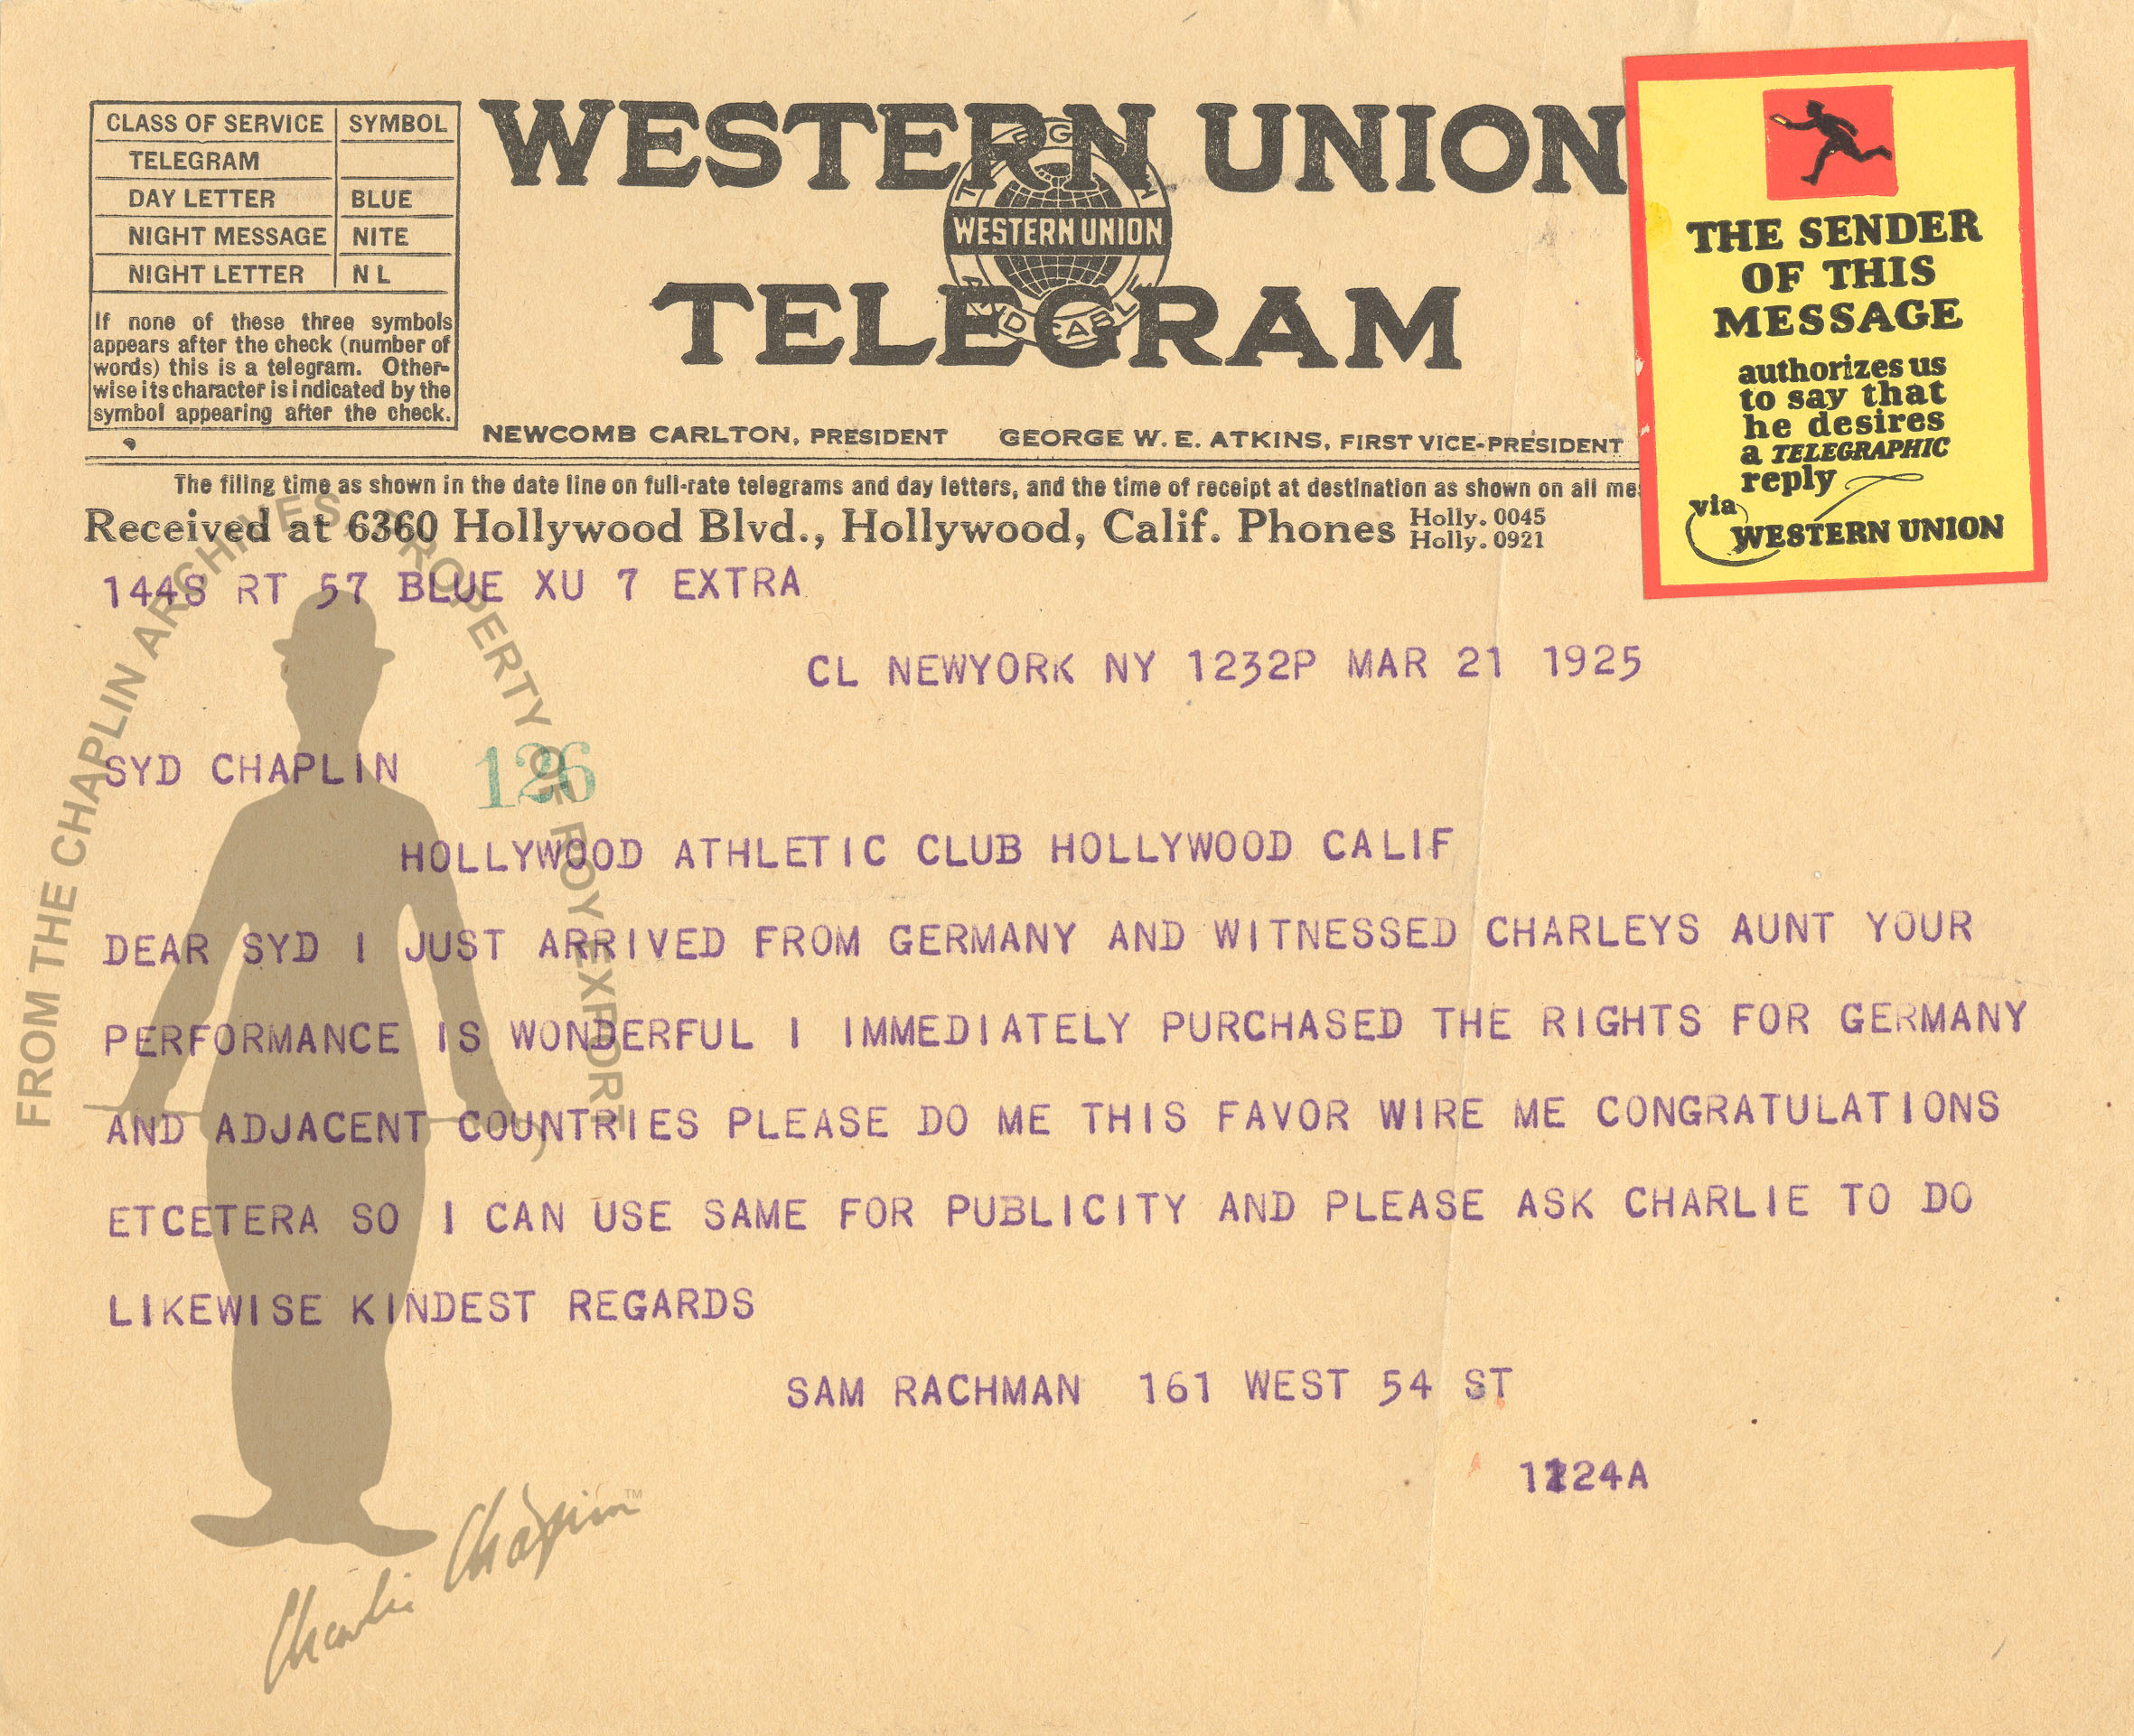 CLASS OF SERVICE SYMBOL
TELEGRAM
DAY LETTER BLUE
NIGHT MESSAGE NITE
NIGHT LETTER N L
If none of these three symbols
appears after the check (number of
words) this is a telegram. Other-
wise its character is indicated by the
symbol appearing after the check.
WESTERN UNION
WESTERN UNION
TELEGRAM
NEWCOMB CARLTON, PRESIDENT GEORGE W. E. ATKINS, FIRST VICE-PRESIDENT
THE SENDER
OF THIS
MESSAGE
authorizes us
to say that
he desires
a TELEGRAPHIC
reply
via
WESTERN UNION
The filing time as shown in the date line on full-rate telegrams and day letters, and the time of receipt at destination as shown on all
Received at 6360 Hollywood Blvd., Hollywood, Calif. Phones Holly. 0045
Holly. 0921
144S RT 57 BLUE XU 7 EXTRA
CL NEWYORK NY 1232P MAR 21 1925
SYD CHAPLIN 126
HOLLYWOOD ATHLETIC CLUB HOLLYWOOD CALIF
DEAR SYD I JUST ARRIVED FROM GERMANY AND WITNESSED CHARLEYS AUNT YOUR
PERFORMANCE IS WONDERFUL I IMMEDIATELY PURCHASED THE RIGHTS FOR GERMANY
AND ADJACENT COUNTRIES PLEASE DO ME THIS FAVOR WIRE ME CONGRATULATIONS
ETCETERA SO I CAN USE SAME FOR PUBLICITY AND PLEASE ASK CHARLIE TO DO
LIKEWISE KINDEST REGARDS
SAM RACHMAN 161 WEST 54 ST
FROM THE CHAPLIN ARCHIVES, PROPERTY OF ROY EXPORT
Charlie Chaplin TM